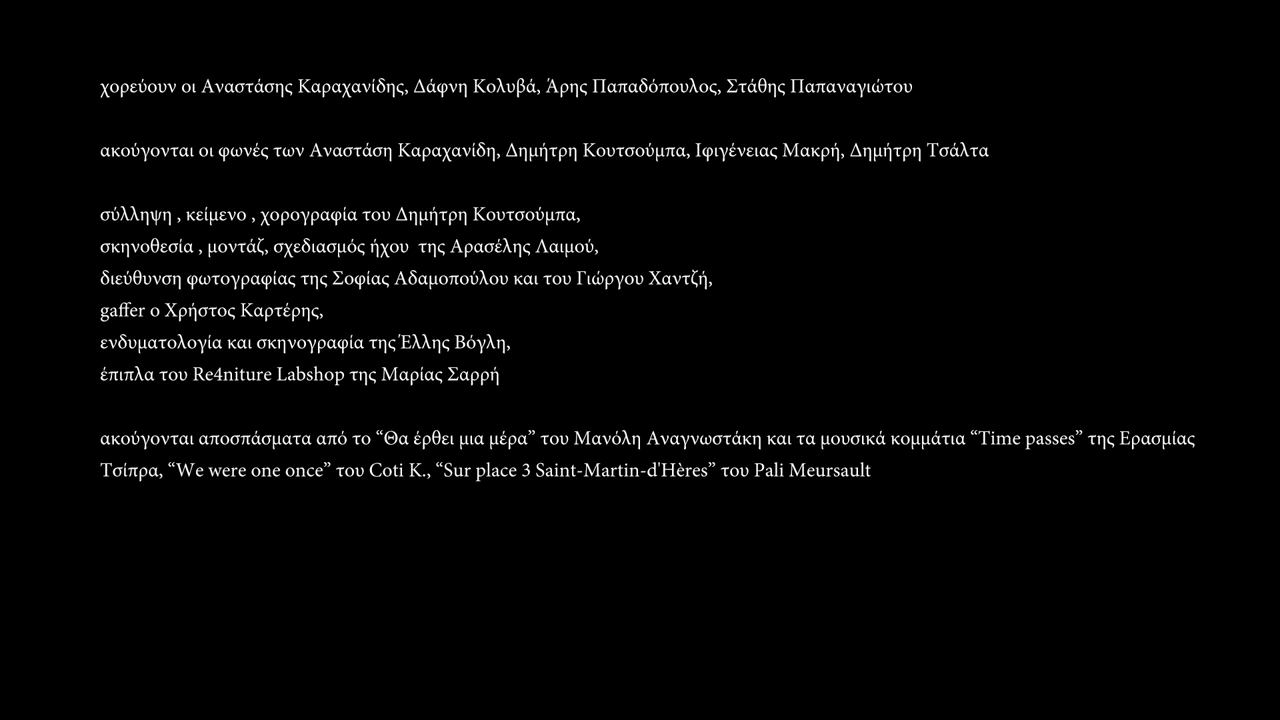 χορεύουν οι Αναστάσης Καραχανίδης, Δάφνη Κολυβά, Άρης Παπαδόπουλος, Στάθης Παπαναγιώτου
ακούγονται οι φωνές των Αναστάση Καραχανίδη, Δημήτρη Κουτσούμπα, Ιφιγένειας Μακρή, Δημήτρη Τσάλτα
σύλληψη , κείμενο , χορογραφία του Δημήτρη Κουτσούμπα,
σκηνοθεσία , μοντάζ, σχεδιασμός ήχου  της Αρασέλης Λαιμού,
διεύθυνση φωτογραφίας της Σοφίας Αδαμοπούλου και του Γιώργου Χαντζή,
gaffer ο Χρήστος Καρτέρης,
ενδυματολογία και σκηνογραφία της Έλλης Βόγλη,
έπιπλα του Re4niture Labshop της Μαρίας Σαρρή
ακούγονται αποσπάσματα από το “Θα έρθει μια μέρα” του Μανόλη Αναγνωστάκη και τα μουσικά κομμάτια “Time passes” της Ερασμίας
Τσίπρα, “We were one once” του Coti K., “Sur place 3 Saint-Martin-d'Hères” του Pali Meursault